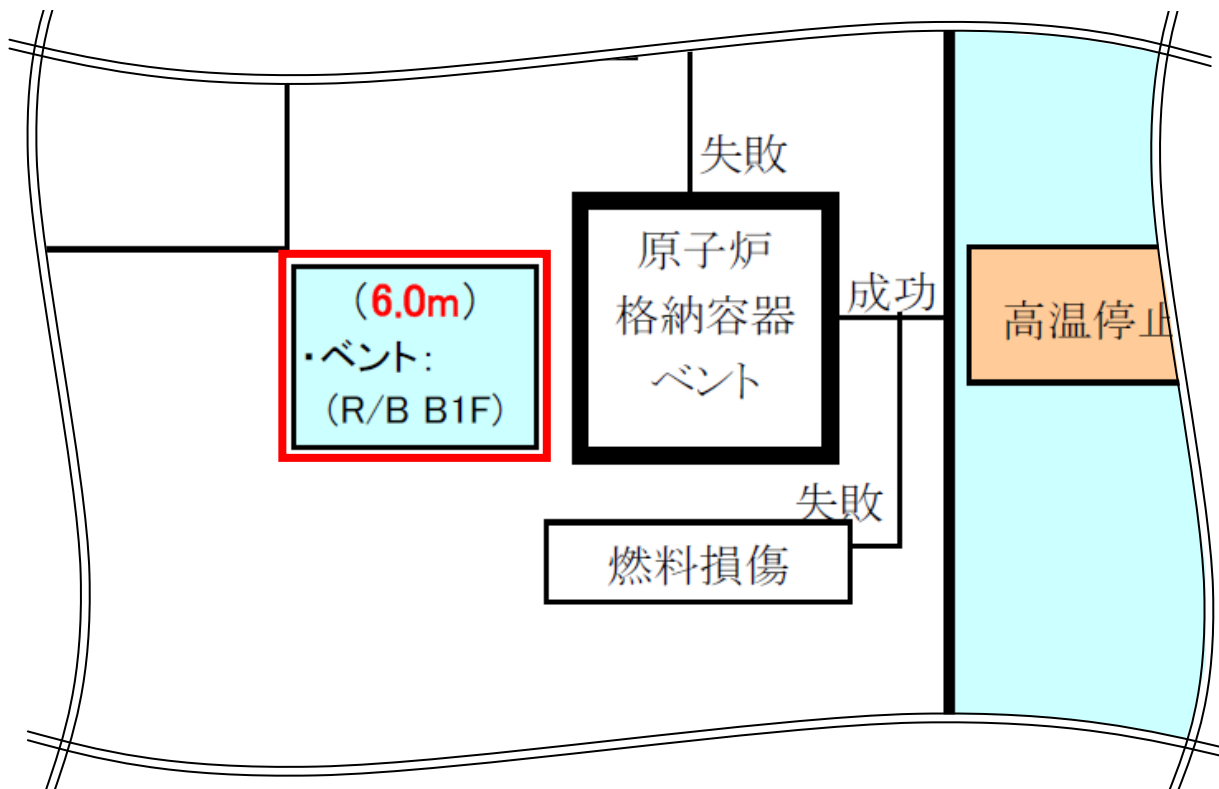 失敗
原子炉
格納容器
ベント
成功
高温停止
(6.0m)
・ベント:
(R/B B1F)
失敗
燃料損傷